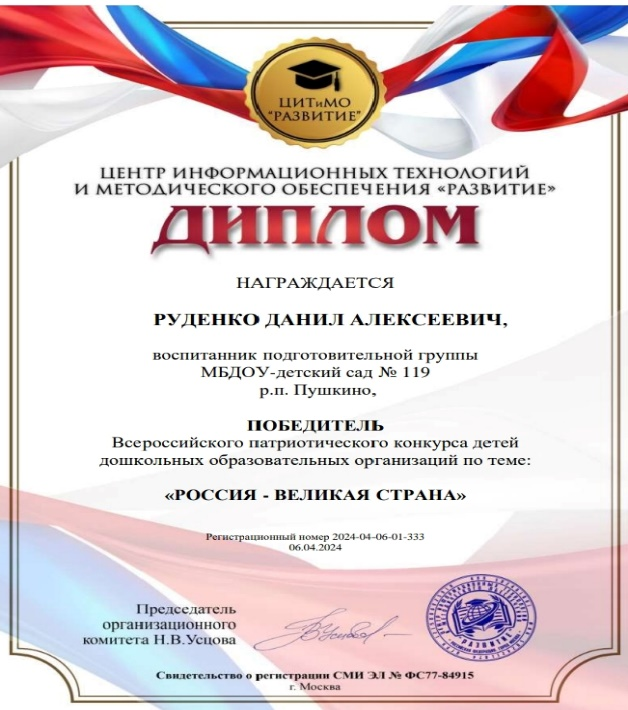 ЦИТиМО
"РАЗВИТИЕ"
ЦЕНТР ИНФОРМАЦИОННЫХ ТЕХНОЛОГИЙ
И МЕТОДИЧЕСКОГО ОБЕСПЕЧЕНИЯ «РАЗВИТИЕ»
ДИПЛОМ
НАГРАЖДАЕТСЯ
РУДЕНКО ДАНИЛ АЛЕКСЕЕВИЧ,
воспитанник подготовительной группы
МБДОУ-детский сад № 119
р.п. Пушкино,
ПОБЕДИТЕЛЬ
Всероссийского патриотического конкурса детей
дошкольных образовательных организаций по теме:
«РОССИЯ - ВЕЛИКАЯ СТРАНА»
Регистрационный номер 2024-04-06-01-333
06.04.2024
Председатель
организационного
комитета Н.В.Усцова
РАЗВИТИЕ
Свидетельство о регистрации СМИ ЭЛ № ФС77-84915
г. Москва